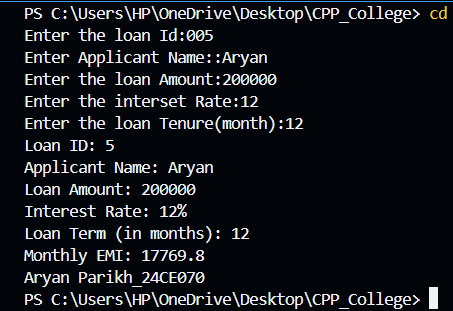 PS C:\Users\HP\OneDrive\Desktop\CPP_College> cd
Enter the loan Id:005
Enter Applicant Name::Aryan
Enter the loan Amount:200000
Enter the interset Rate:12
Enter the loan Tenure(month):12
Loan ID: 5
Applicant Name: Aryan
Loan Amount: 200000
Interest Rate: 12%
Loan Term (in months): 12
Monthly EMI: 17769.8
Aryan Parikh_24CE070
PS C:\Users\HP\OneDrive\Desktop\CPP_College>